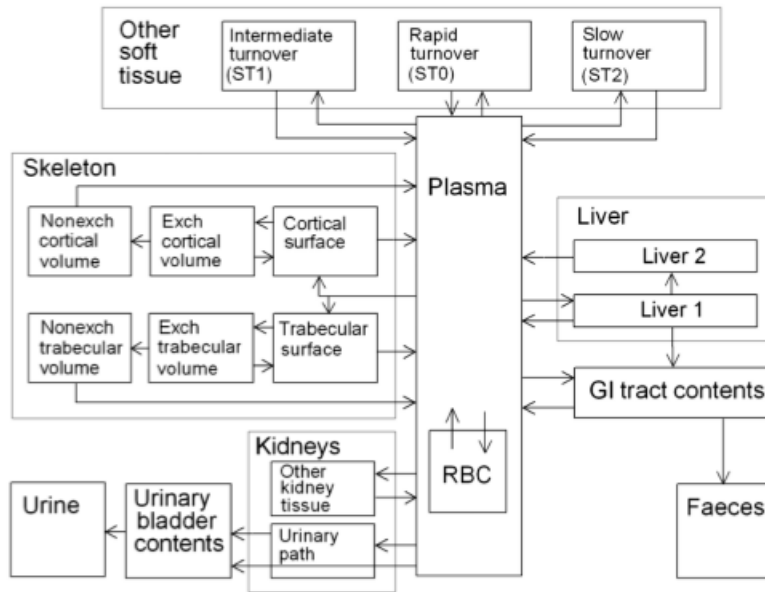 Other
soft
tissue
Intermediate
turnover
(ST1)
Rapid
turnover
(ST0)
Slow
turnover
(ST2)
Skeleton
Nonexch
cortical
volume
Exch
cortical
volume
Cortical
surface
Nonexch
trabecular
volume
Exch
trabecular
volume
Trabecular
surface
Plasma
RBC
Liver
Liver 2
Liver 1
GI tract contents
Faeces
Kidneys
Other
kidney
tissue
Urinary
path
Urinary
bladder
contents
Urine